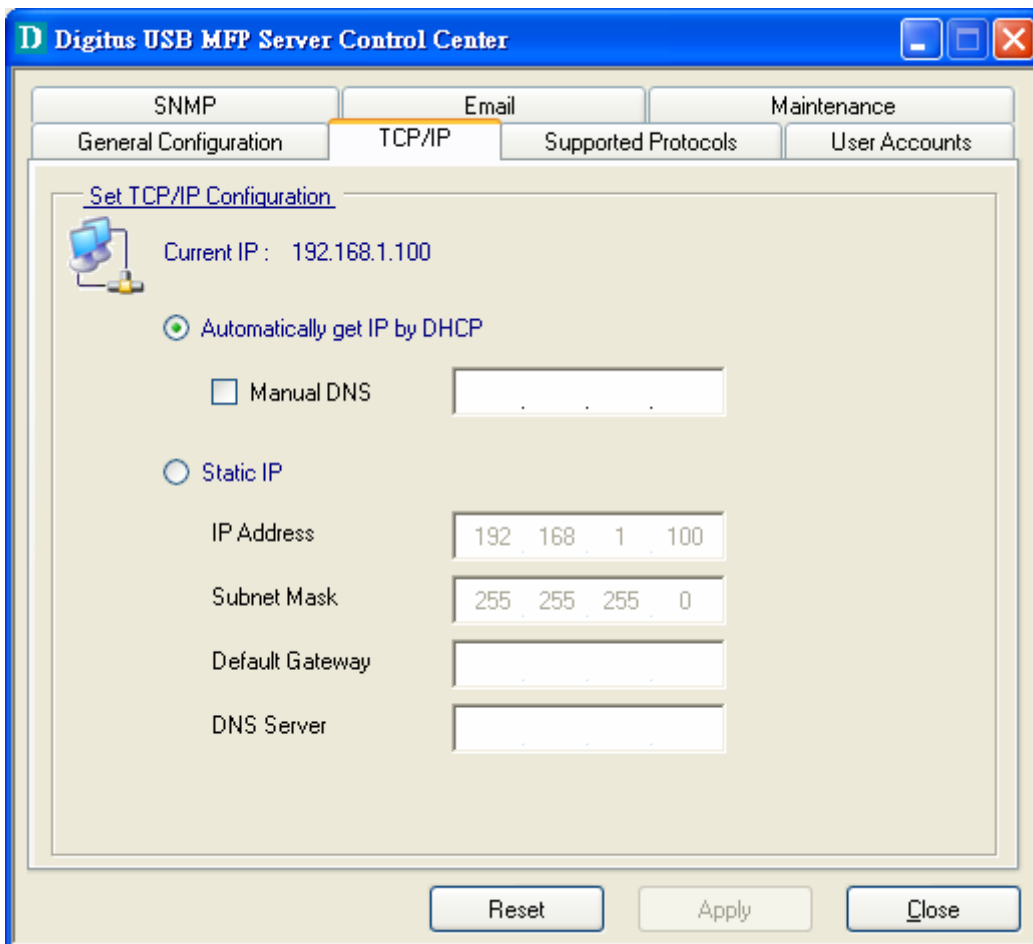 D Digitus USB MFP Server Control Center
SNMP Email Maintenance
General Configuration TCP/IP Supported Protocols User Accounts
Set TCP/IP Configuration
Current IP : 192.168.1.100
Automatically get IP by DHCP
Manual DNS . . .
Static IP
IP Address 192 . 168 . 1 . 100
Subnet Mask 255 . 255 . 255 . 0
Default Gateway . . .
DNS Server . . .
Reset Apply Close